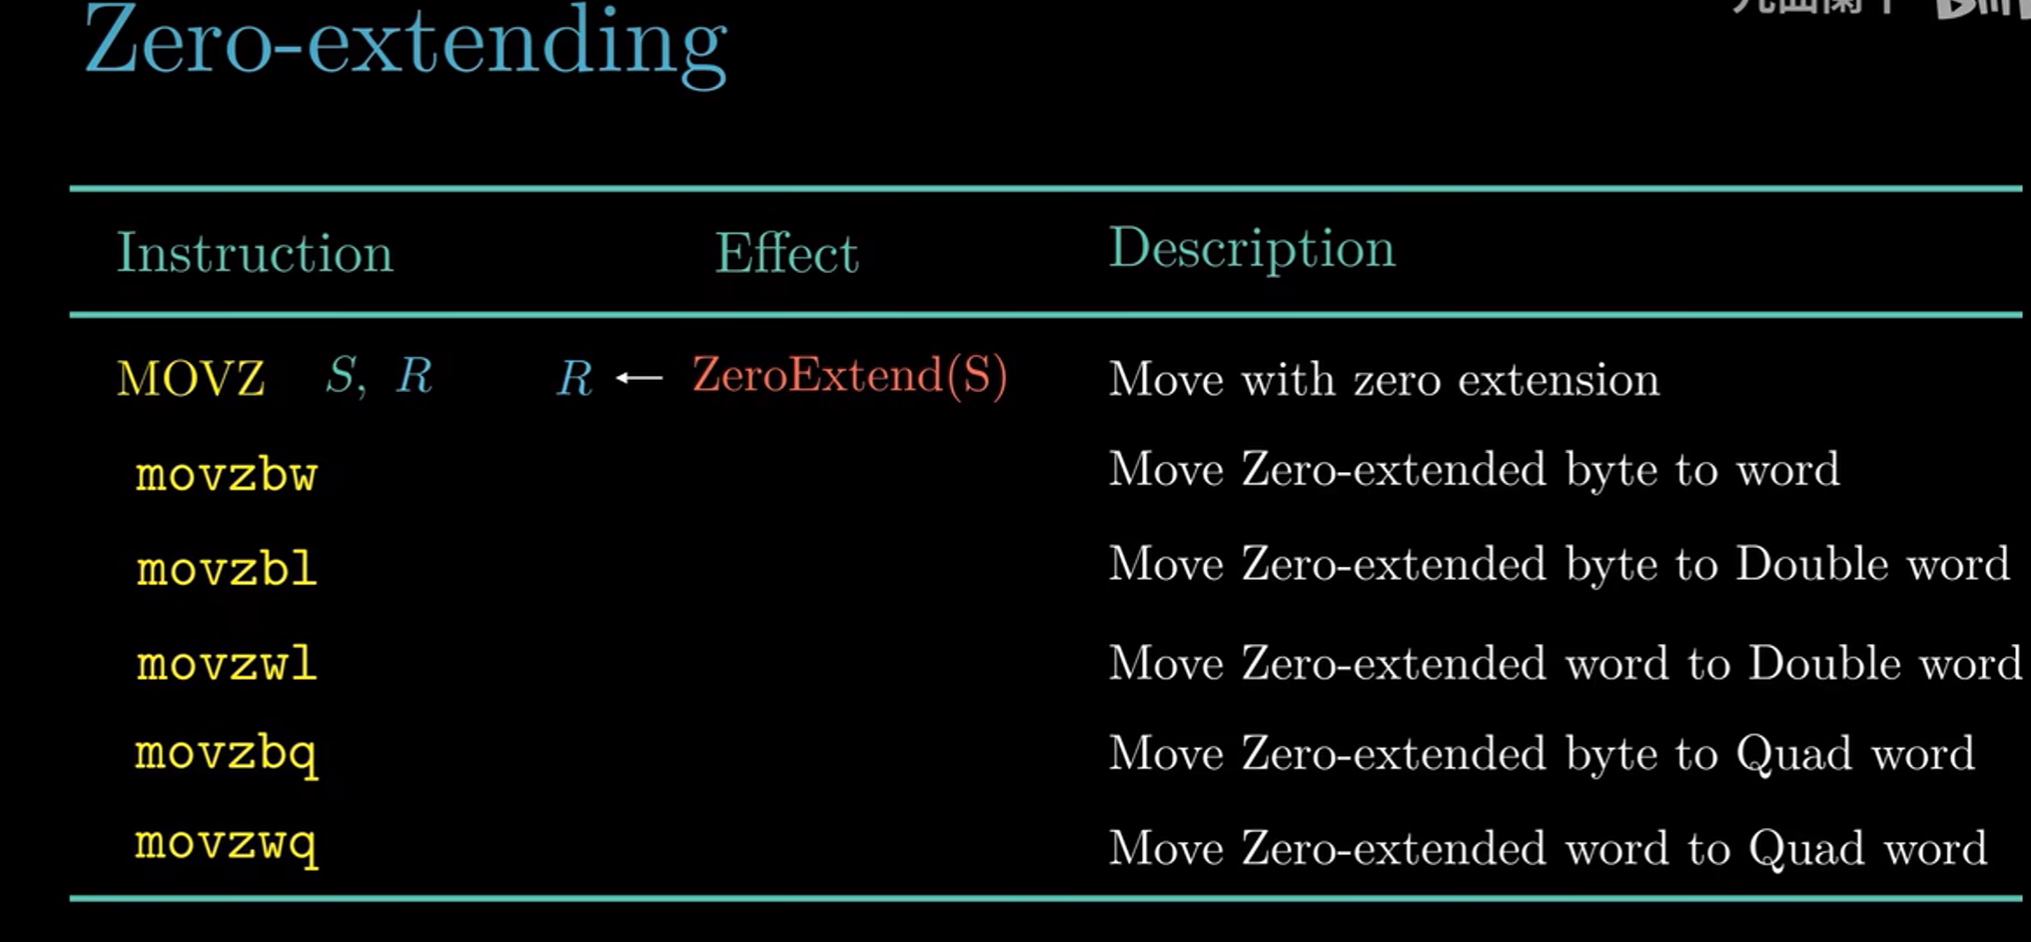 Zero-extending
Instruction Effect Description
MOVZ S, R R ← ZeroExtend(S) Move with zero extension
movzbw Move Zero-extended byte to word
movzbl Move Zero-extended byte to Double word
movzwl Move Zero-extended word to Double word
movzbq Move Zero-extended byte to Quad word
movzwq Move Zero-extended word to Quad word